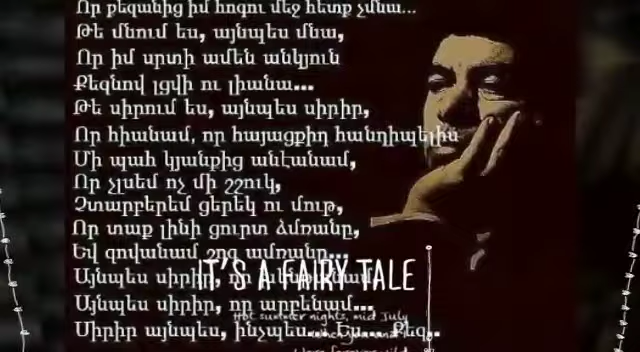 Որ քեզանից իմ հոգու մեջ հետք չմնա...
Թե մնում ես, այնպես մնա,
Որ իմ սրտի ամեն անկյուն
Քեզնով լցվի ու լիանա...
Թե սիրում ես, այնպես սիրիր,
Որ հիանամ, որ հայացքիդ հանդիպելիս
Մի պահ կյանքից անէանամ,
Որ չլսեմ ոչ մի շշուկ,
Չտարբերեմ ցերեկ ու մութ,
Որ տաք լինի ցուրտ ձմռանը,
Եվ գովանամ շոգ ամռանը...
IT'S A FAIRY TALE
Այնպես սիրիր, որ
Այնպես սիրիր, որ արբենամ...
Hot summer nights, mid July
Սիրիր այնպես, ինչպես... Ես... Քեզ..